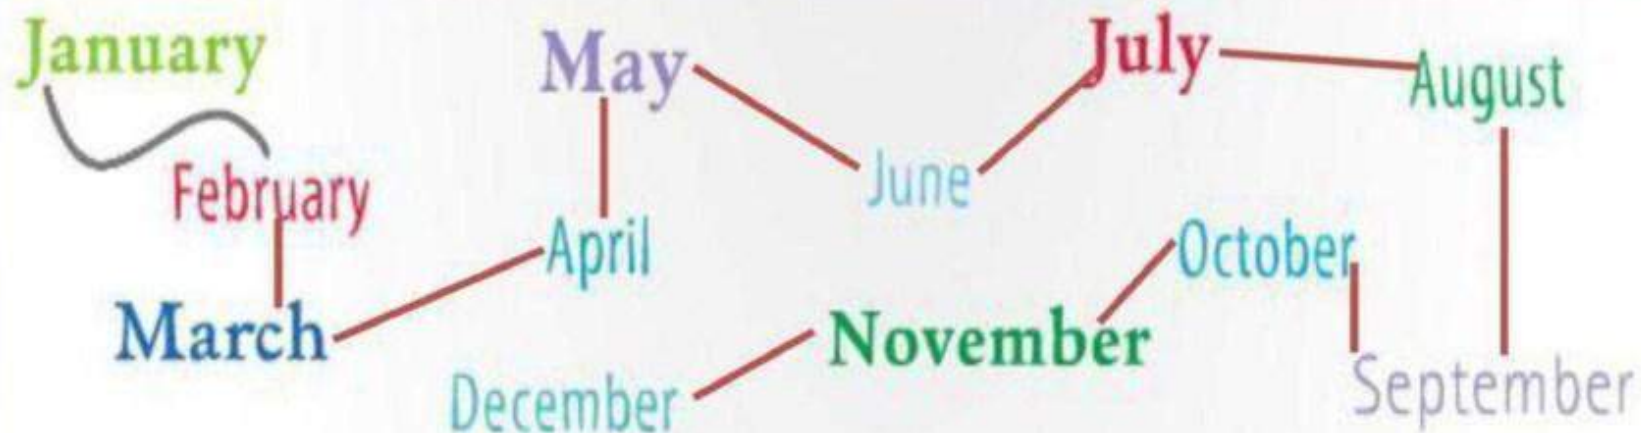 January
May
July
August
February
June
April
October
March
November
December
September